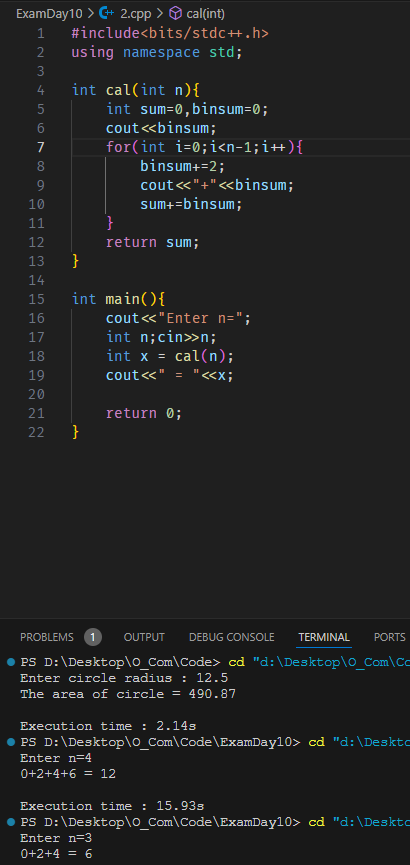 ExamDay10 > 2.cpp > cal(int)
1 #include<bits/stdc++.h>
2 using namespace std;
3
4 int cal(int n){
5     int sum=0,binsum=0;
6     cout<<binsum;
7     for(int i=0;i<n-1;i++){
8         binsum+=2;
9         cout<<"+"<<binsum;
10         sum+=binsum;
11     }
12     return sum;
13 }
14
15 int main(){
16     cout<<"Enter n=";
17     int n;cin>>n;
18     int x = cal(n);
19     cout<<" = "<<x;
20
21     return 0;
22 }
PROBLEMS 1 OUTPUT DEBUG CONSOLE TERMINAL PORTS
PS D:\Desktop\O_Com\Code> cd "d:\Desktop\O_Com\Co
Enter circle radius : 12.5
The area of circle = 490.87
Execution time : 2.14s
PS D:\Desktop\O_Com\Code\ExamDay10> cd "d:\Deskto
Enter n=4
0+2+4+6 = 12
Execution time : 15.93s
PS D:\Desktop\O_Com\Code\ExamDay10> cd "d:\Deskto
Enter n=3
0+2+4 = 6